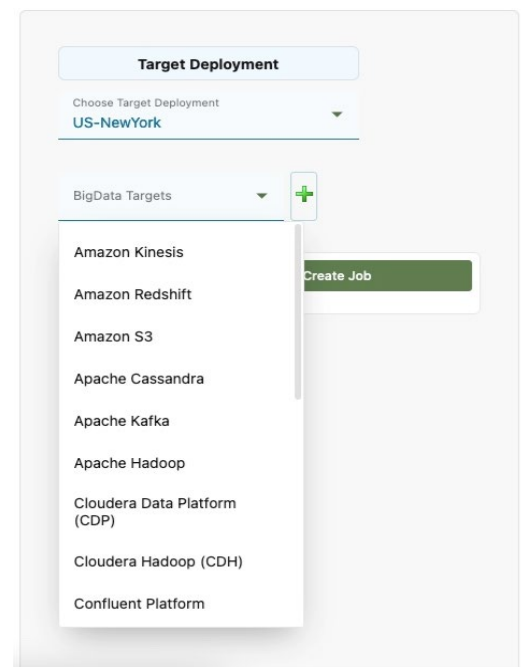 Target Deployment
Choose Target Deployment
US-NewYork
BigData Targets
Amazon Kinesis
Create Job
Amazon Redshift
Amazon S3
Apache Cassandra
Apache Kafka
Apache Hadoop
Cloudera Data Platform
(CDP)
Cloudera Hadoop (CDH)
Confluent Platform